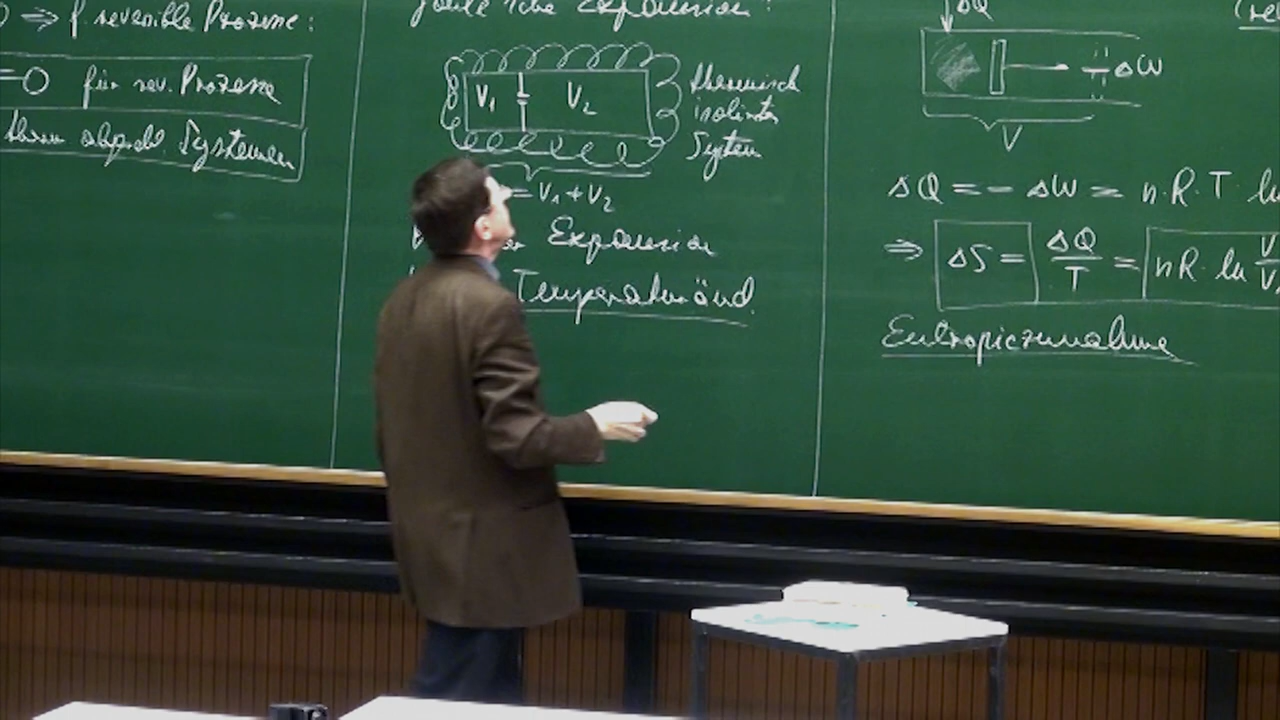 ⇒ f. reversible Prozesse:
= 0 für rev. Prozesse
Systemen
Joule'sche Expansion:
V₁ V₂
thermisch
isoliertes
System
= V₁ + V₂
Expansion
Temperaturänd.
ΔQ
ΔW
V
ΔQ = - ΔW = n·R·T·
⇒ ΔS = ΔQ/T = nR · ln V/V
Entropiezunahme